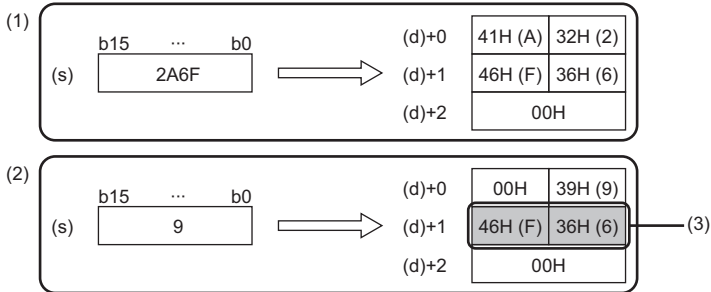 (1)
b15 ... b0
(s) 2A6F
(d)+0 41H (A) 32H (2)
(d)+1 46H (F) 36H (6)
(d)+2 00H
(2)
b15 ... b0
(s) 9
(d)+0 00H 39H (9)
(d)+1 46H (F) 36H (6) (3)
(d)+2 00H